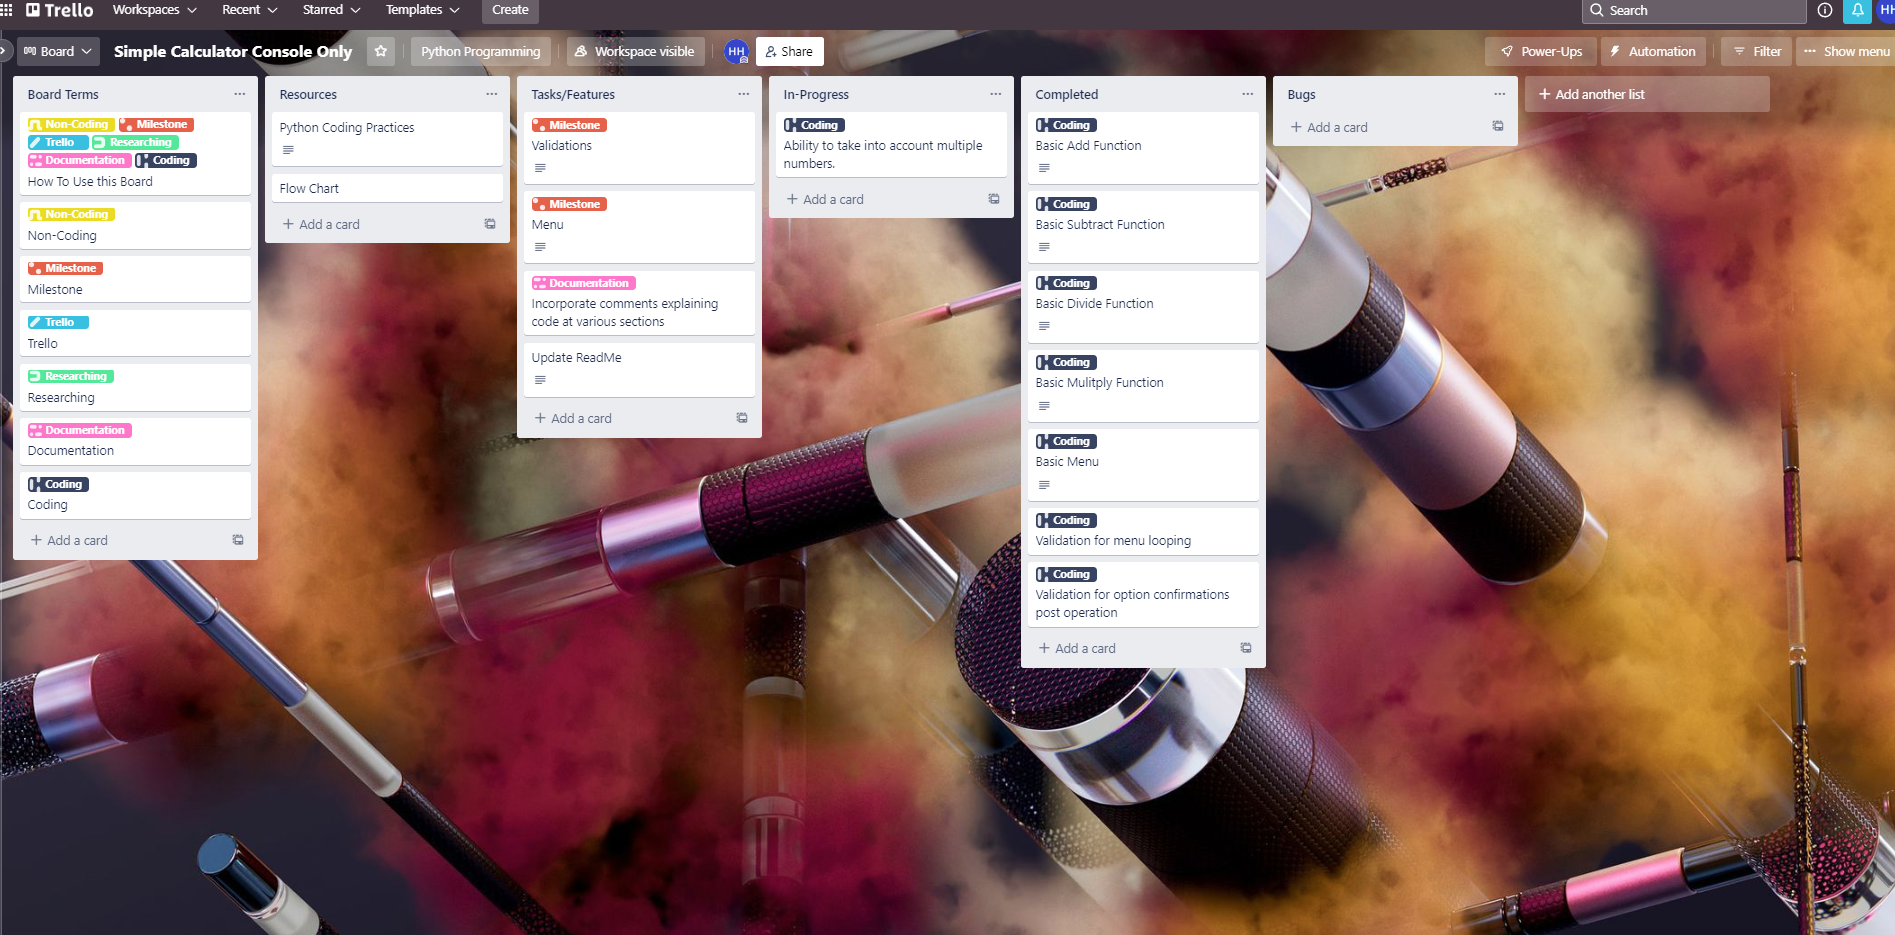 Trello Workspaces Recent Starred Templates Create Search HH
Board Simple Calculator Console Only Python Programming Workspace visible HH Share Power-Ups Automation Filter Show menu
Board Terms
Non-Coding Milestone
Trello Researching
Documentation Coding
How To Use this Board
Non-Coding
Non-Coding
Milestone
Milestone
Trello
Trello
Researching
Researching
Documentation
Documentation
Coding
Coding
+ Add a card
Resources
Python Coding Practices
Flow Chart
+ Add a card
Tasks/Features
Milestone
Validations
Milestone
Menu
Documentation
Incorporate comments explaining
code at various sections
Update ReadMe
+ Add a card
In-Progress
Coding
Ability to take into account multiple
numbers.
+ Add a card
Completed
Coding
Basic Add Function
Coding
Basic Subtract Function
Coding
Basic Divide Function
Coding
Basic Mulitply Function
Coding
Basic Menu
Coding
Validation for menu looping
Coding
Validation for option confirmations
post operation
+ Add a card
Bugs
+ Add a card
+ Add another list